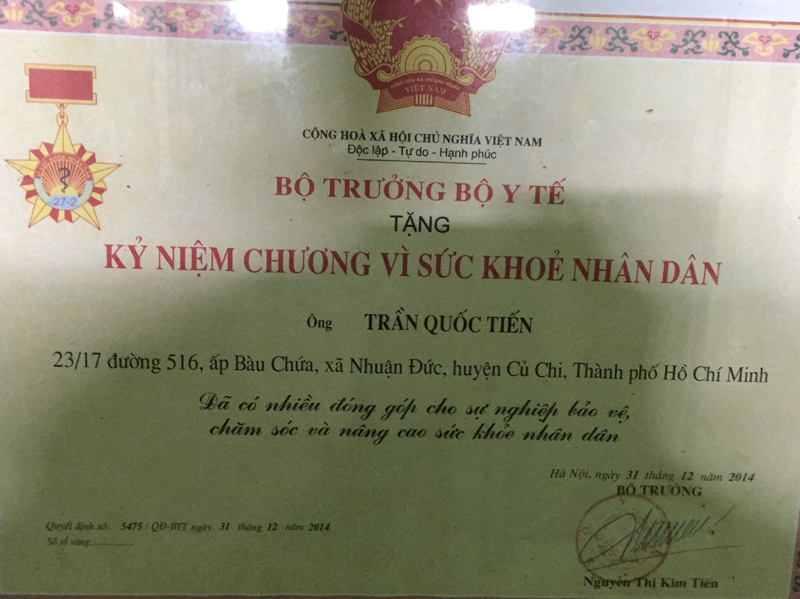 VIỆT NAM
27-2
CỘNG HOÀ XÃ HỘI CHỦ NGHĨA VIỆT NAM
Độc lập - Tự do - Hạnh phúc
BỘ TRƯỞNG BỘ Y TẾ
TẶNG
KỶ NIỆM CHƯƠNG VÌ SỨC KHOẺ NHÂN DÂN
Ông TRẦN QUỐC TIẾN
23/17 đường 516, ấp Bàu Chứa, xã Nhuận Đức, huyện Củ Chi, Thành phố Hồ Chí Minh
Đã có nhiều đóng góp cho sự nghiệp bảo vệ,
chăm sóc và nâng cao sức khỏe nhân dân
Hà Nội, ngày 31 tháng 12 năm 2014
BỘ TRƯỞNG
Quyết định số: 5475 / QĐ-BYT ngày 31 tháng 12 năm 2014
Số sổ vàng:...............
Nguyễn Thị Kim Tiến